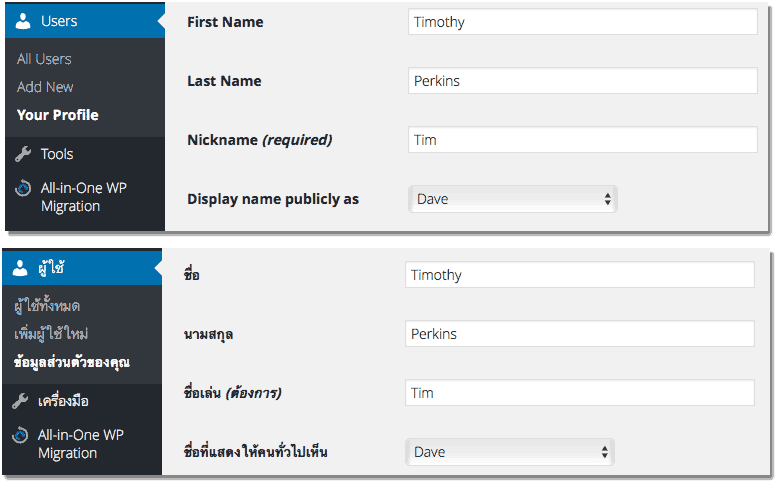 Users
All Users
Add New
Your Profile
Tools
All-in-One WP
Migration
First Name Timothy
Last Name Perkins
Nickname (required) Tim
Display name publicly as Dave
ผู้ใช้
ผู้ใช้ทั้งหมด
เพิ่มผู้ใช้ใหม่
ข้อมูลส่วนตัวของคุณ
เครื่องมือ
All-in-One WP
Migration
ชื่อ Timothy
นามสกุล Perkins
ชื่อเล่น (ต้องการ) Tim
ชื่อที่แสดงให้คนทั่วไปเห็น Dave